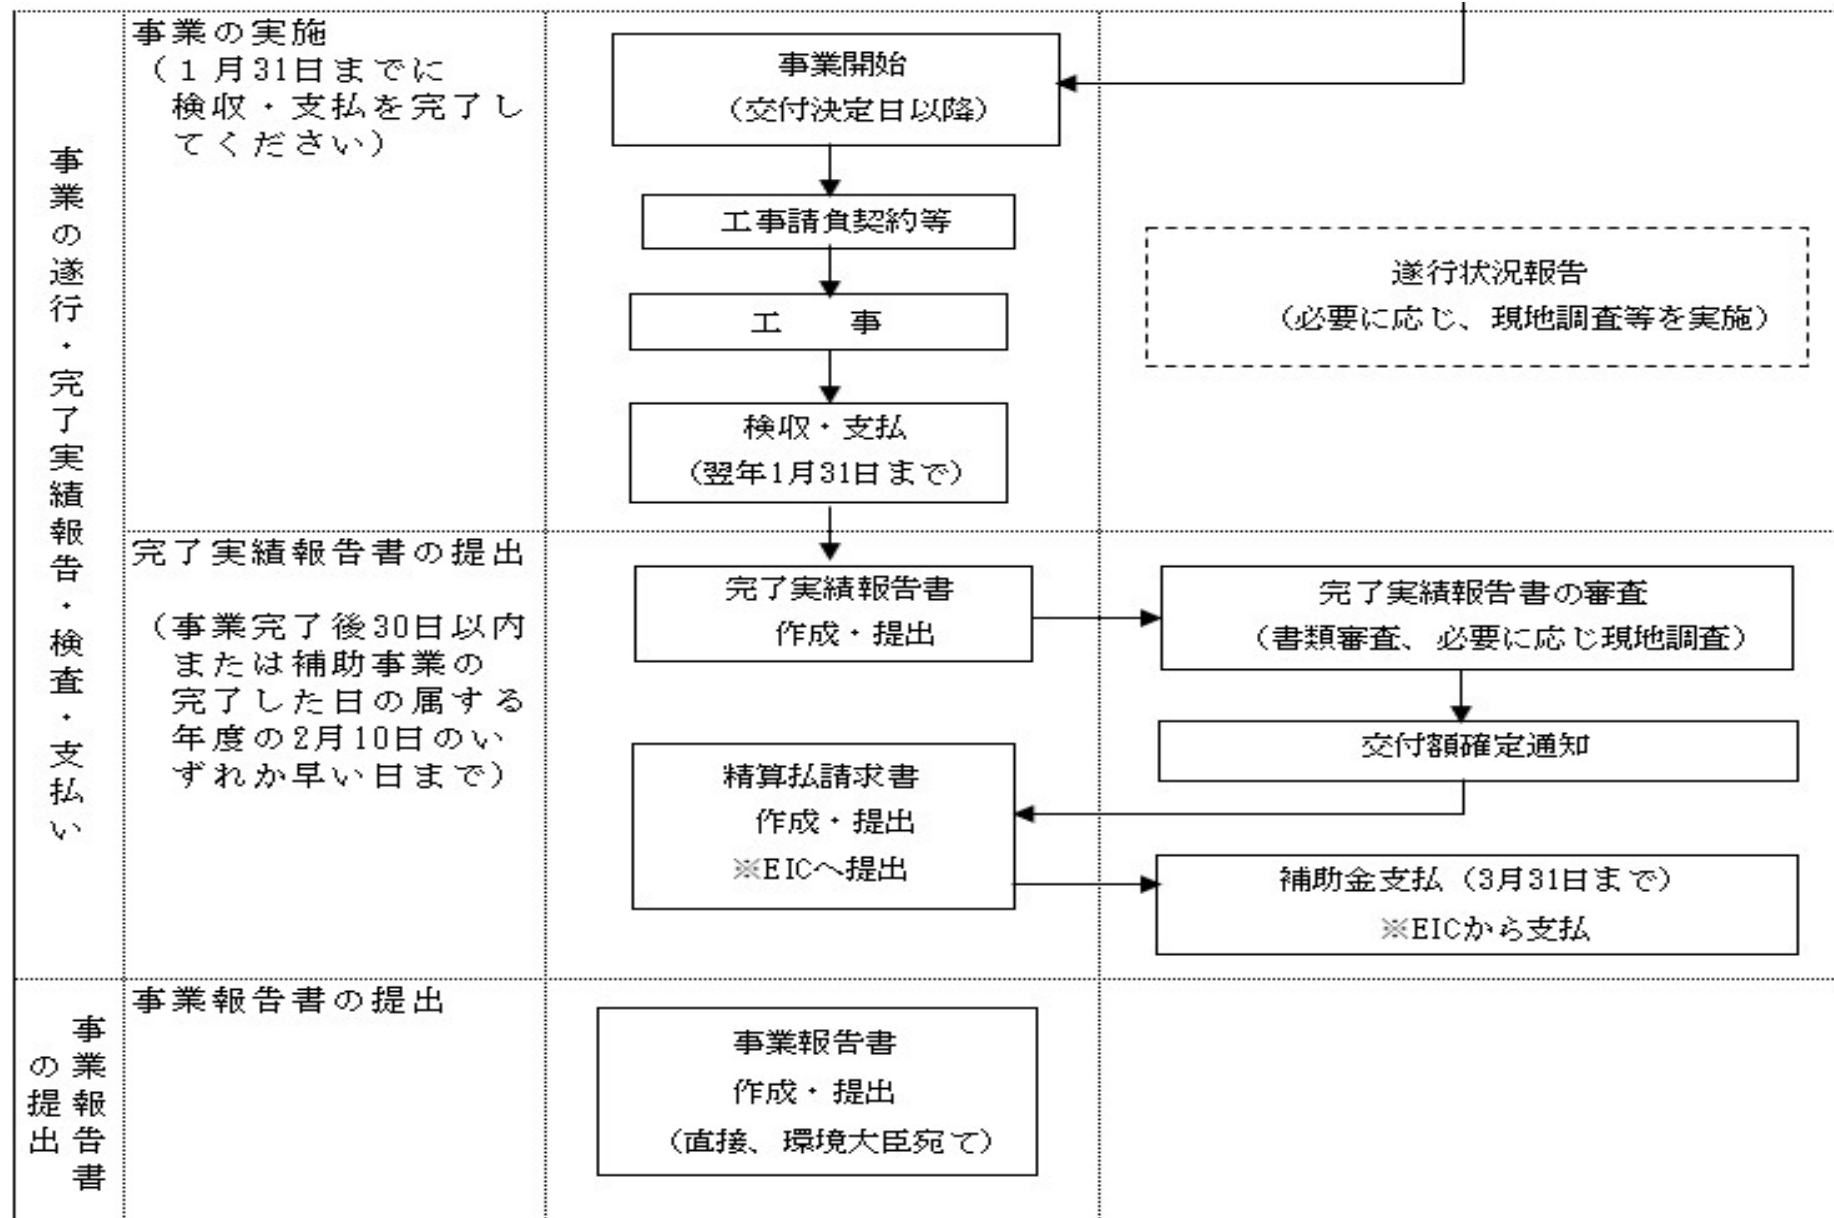 事業の遂行・完了実績報告・検査・支払い
事業の実施
（１月31日までに
検収・支払を完了し
てください）
事業開始
（交付決定日以降）
工事請負契約等
工　事
検収・支払
（翌年1月31日まで）
遂行状況報告
（必要に応じ、現地調査等を実施）
完了実績報告書の提出
（事業完了後30日以内
または補助事業の
完了した日の属する
年度の2月10日のい
ずれか早い日まで）
完了実績報告書
作成・提出
完了実績報告書の審査
（書類審査、必要に応じ現地調査）
交付額確定通知
精算払請求書
作成・提出
※EICへ提出
補助金支払（3月31日まで）
※EICから支払
事業報告書
の提出
事業報告書の提出
事業報告書
作成・提出
（直接、環境大臣宛て）